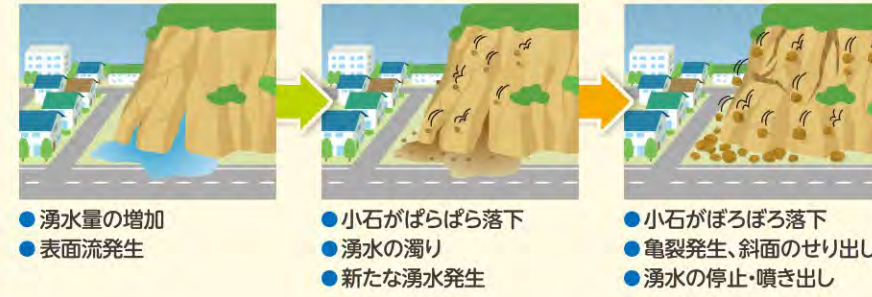 ● 湧水量の増加
● 表面流発生
● 小石がぱらぱら落下
● 湧水の濁り
● 新たな湧水発生
● 小石がぼろぼろ落下
● 亀裂発生、斜面のせり出し
● 湧水の停止・噴き出し